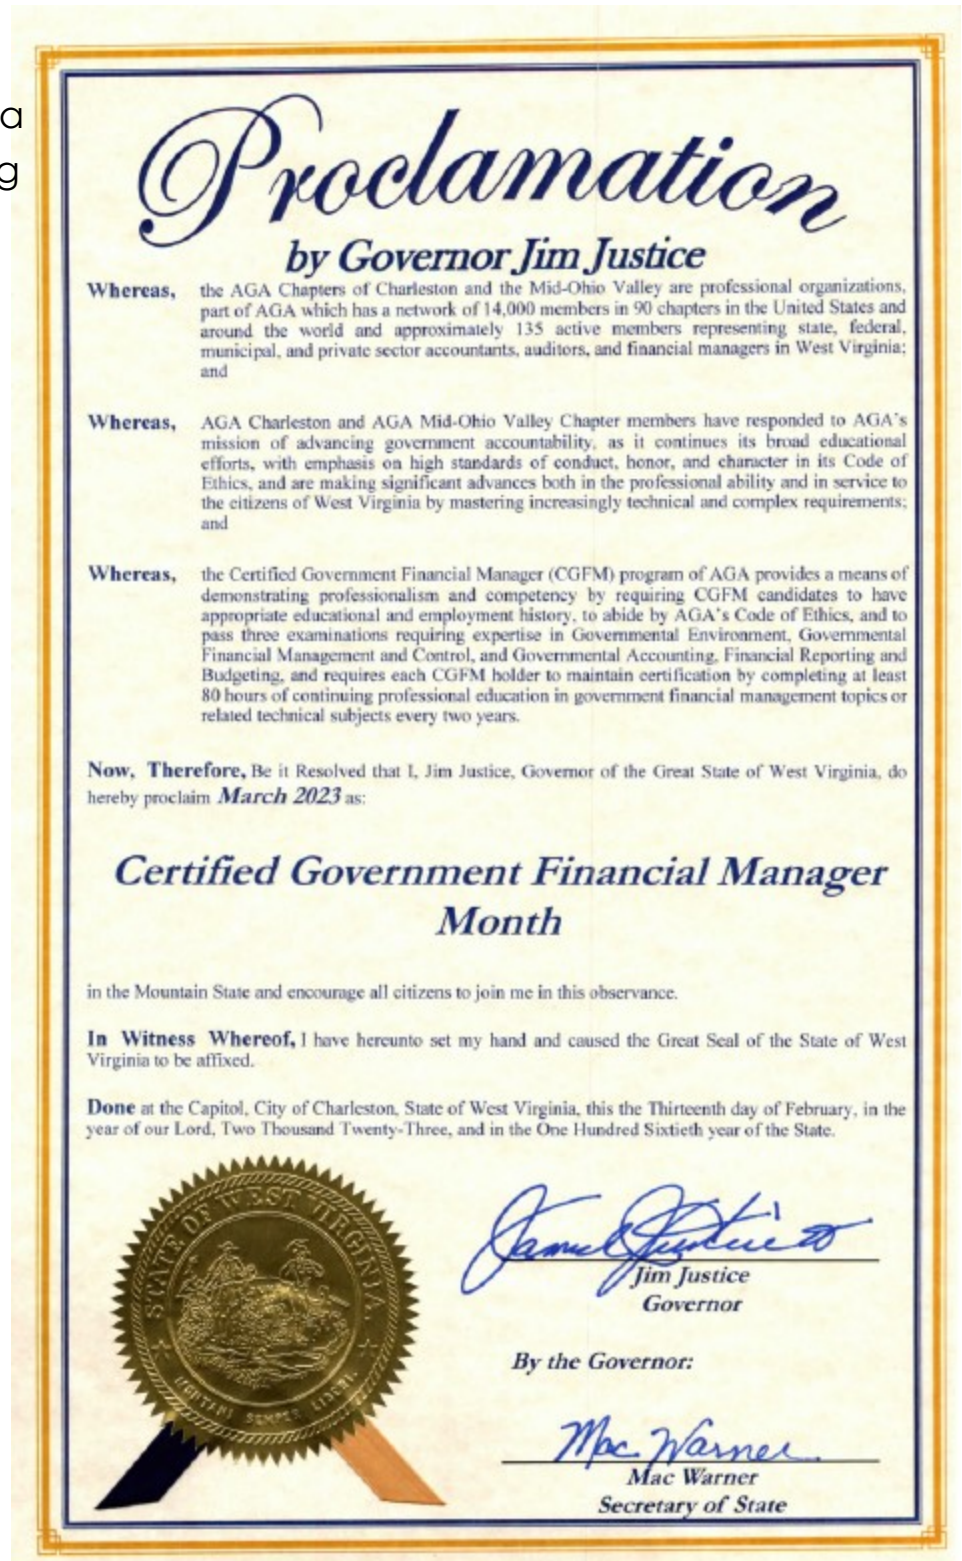 a
g
Proclamation
by Governor Jim Justice
Whereas, the AGA Chapters of Charleston and the Mid-Ohio Valley are professional organizations,
part of AGA which has a network of 14,000 members in 90 chapters in the United States and
around the world and approximately 135 active members representing state, federal,
municipal, and private sector accountants, auditors, and financial managers in West Virginia;
and
Whereas, AGA Charleston and AGA Mid-Ohio Valley Chapter members have responded to AGA's
mission of advancing government accountability, as it continues its broad educational
efforts, with emphasis on high standards of conduct, honor, and character in its Code of
Ethics, and are making significant advances both in the professional ability and in service to
the citizens of West Virginia by mastering increasingly technical and complex requirements;
and
Whereas, the Certified Government Financial Manager (CGFM) program of AGA provides a means of
demonstrating professionalism and competency by requiring CGFM candidates to have
appropriate educational and employment history, to abide by AGA's Code of Ethics, and to
pass three examinations requiring expertise in Governmental Environment, Governmental
Financial Management and Control, and Governmental Accounting, Financial Reporting and
Budgeting, and requires each CGFM holder to maintain certification by completing at least
80 hours of continuing professional education in government financial management topics or
related technical subjects every two years.
Now, Therefore, Be it Resolved that I, Jim Justice, Governor of the Great State of West Virginia, do
hereby proclaim March 2023 as:
Certified Government Financial Manager
Month
in the Mountain State and encourage all citizens to join me in this observance.
In Witness Whereof, I have hereunto set my hand and caused the Great Seal of the State of West
Virginia to be affixed.
Done at the Capitol, City of Charleston, State of West Virginia, this the Thirteenth day of February, in the
year of our Lord, Two Thousand Twenty-Three, and in the One Hundred Sixtieth year of the State.
STATE OF WEST VIRGINIA
MONTANI SEMPER LIBERI
Jim Justice
Governor
By the Governor:
Mac Warner
Mac Warner
Secretary of State